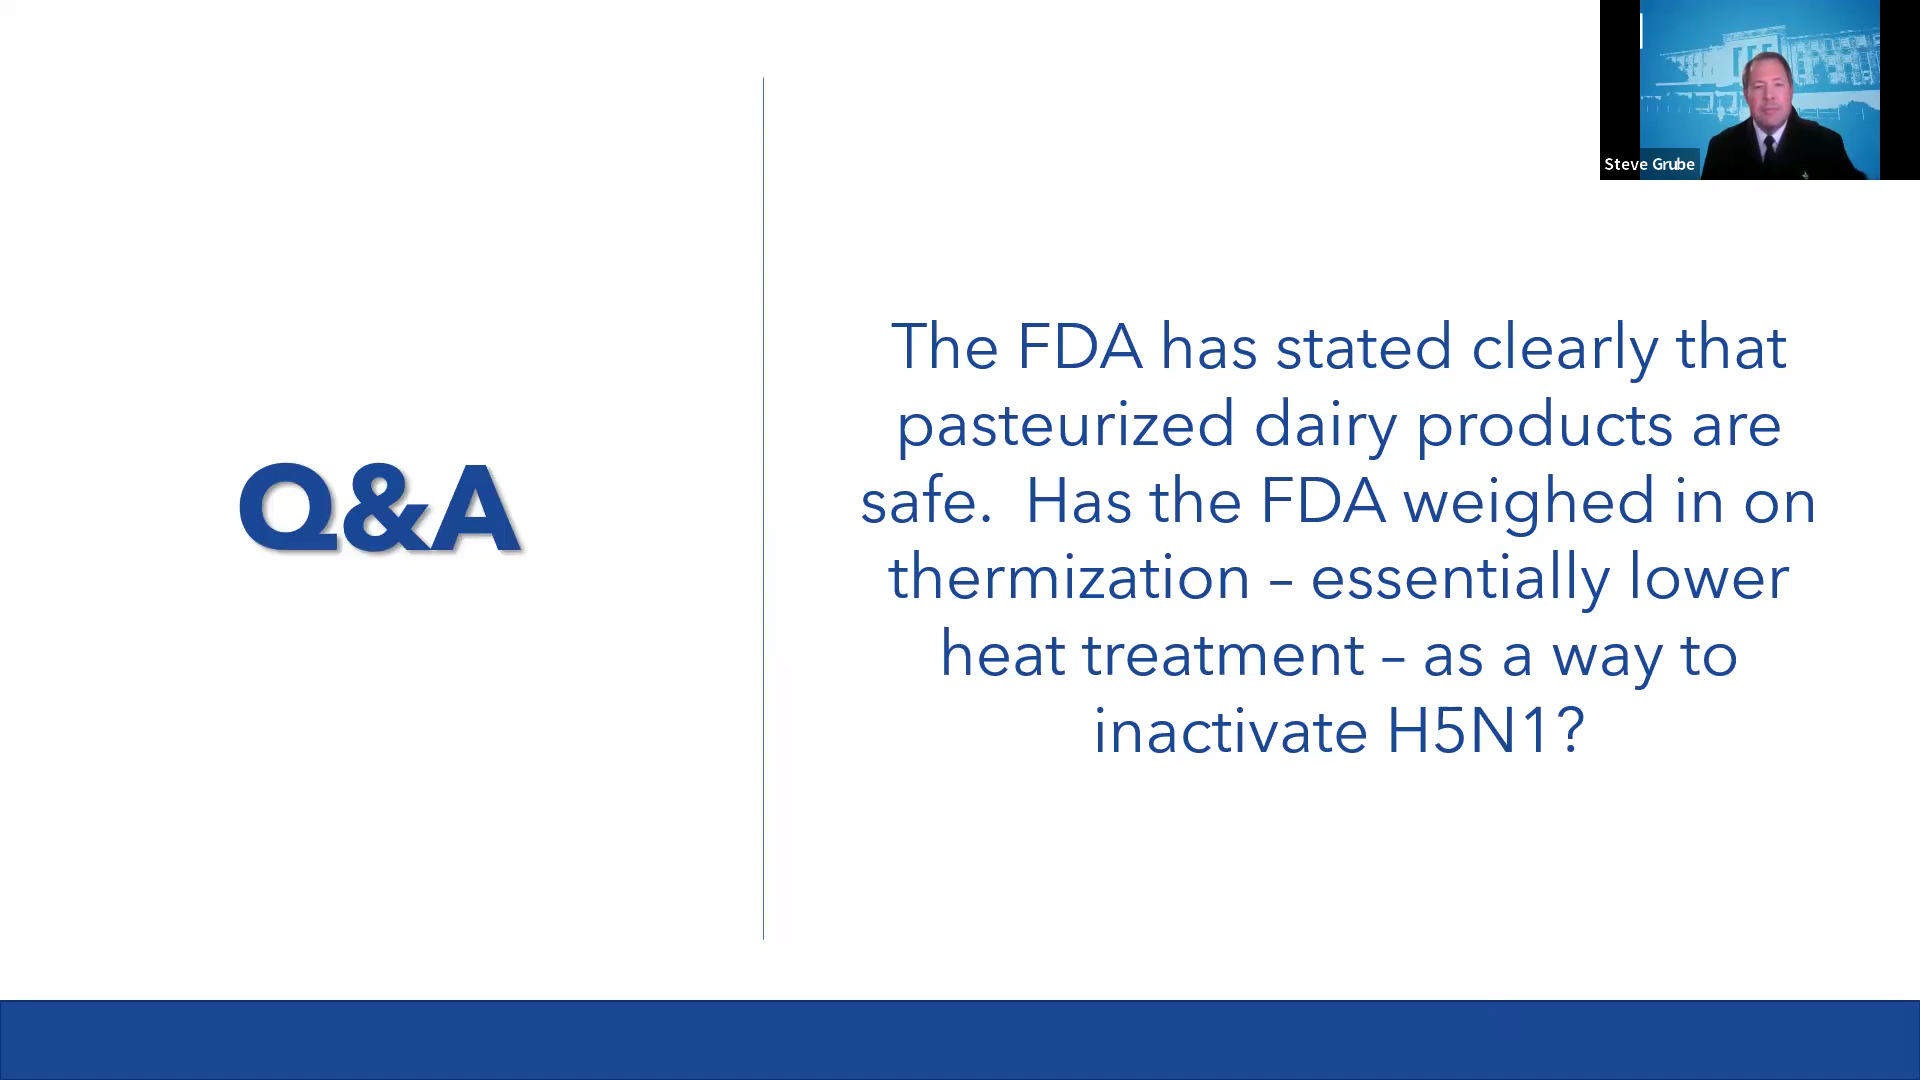 Steve Grube
Q&A
The FDA has stated clearly that
pasteurized dairy products are
safe.  Has the FDA weighed in on
thermization – essentially lower
heat treatment – as a way to
inactivate H5N1?